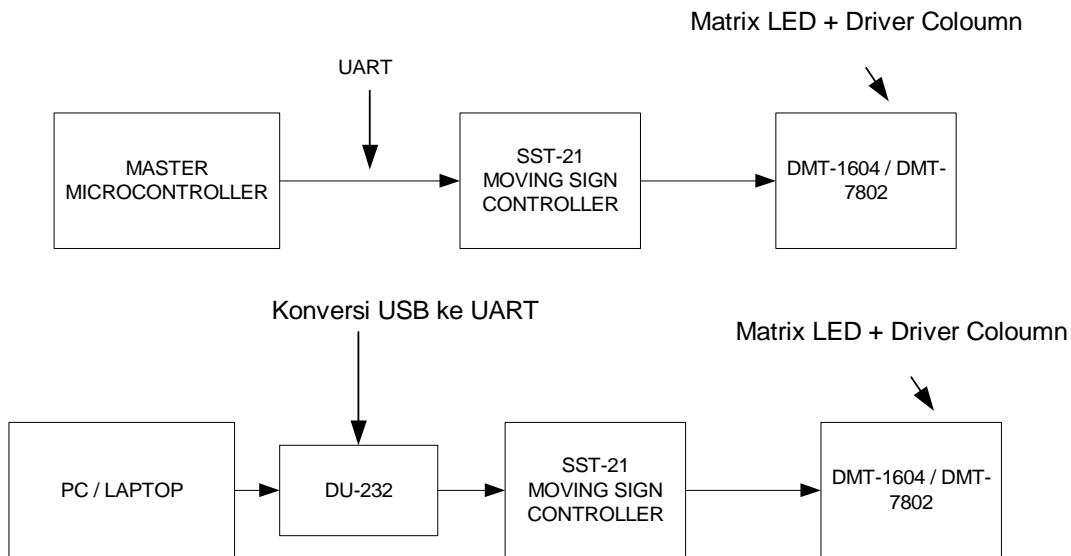 Matrix LED + Driver Coloumn
UART
MASTER
MICROCONTROLLER
SST-21
MOVING SIGN
CONTROLLER
DMT-1604 / DMT-
7802
Konversi USB ke UART
Matrix LED + Driver Coloumn
PC / LAPTOP
DU-232
SST-21
MOVING SIGN
CONTROLLER
DMT-1604 / DMT-
7802